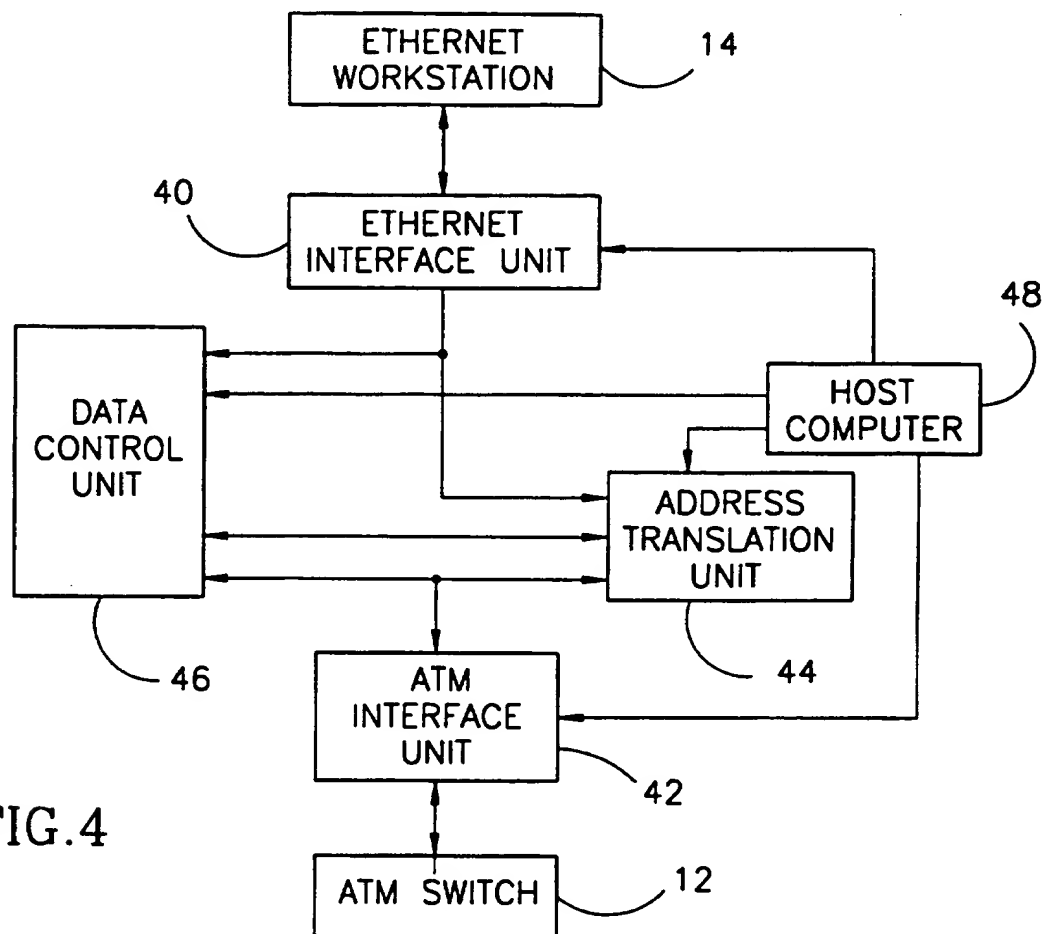 ETHERNET
WORKSTATION
14
40
ETHERNET
INTERFACE UNIT
48
HOST
COMPUTER
DATA
CONTROL
UNIT
ADDRESS
TRANSLATION
UNIT
46
44
ATM
INTERFACE
UNIT
42
FIG.4
ATM SWITCH
12